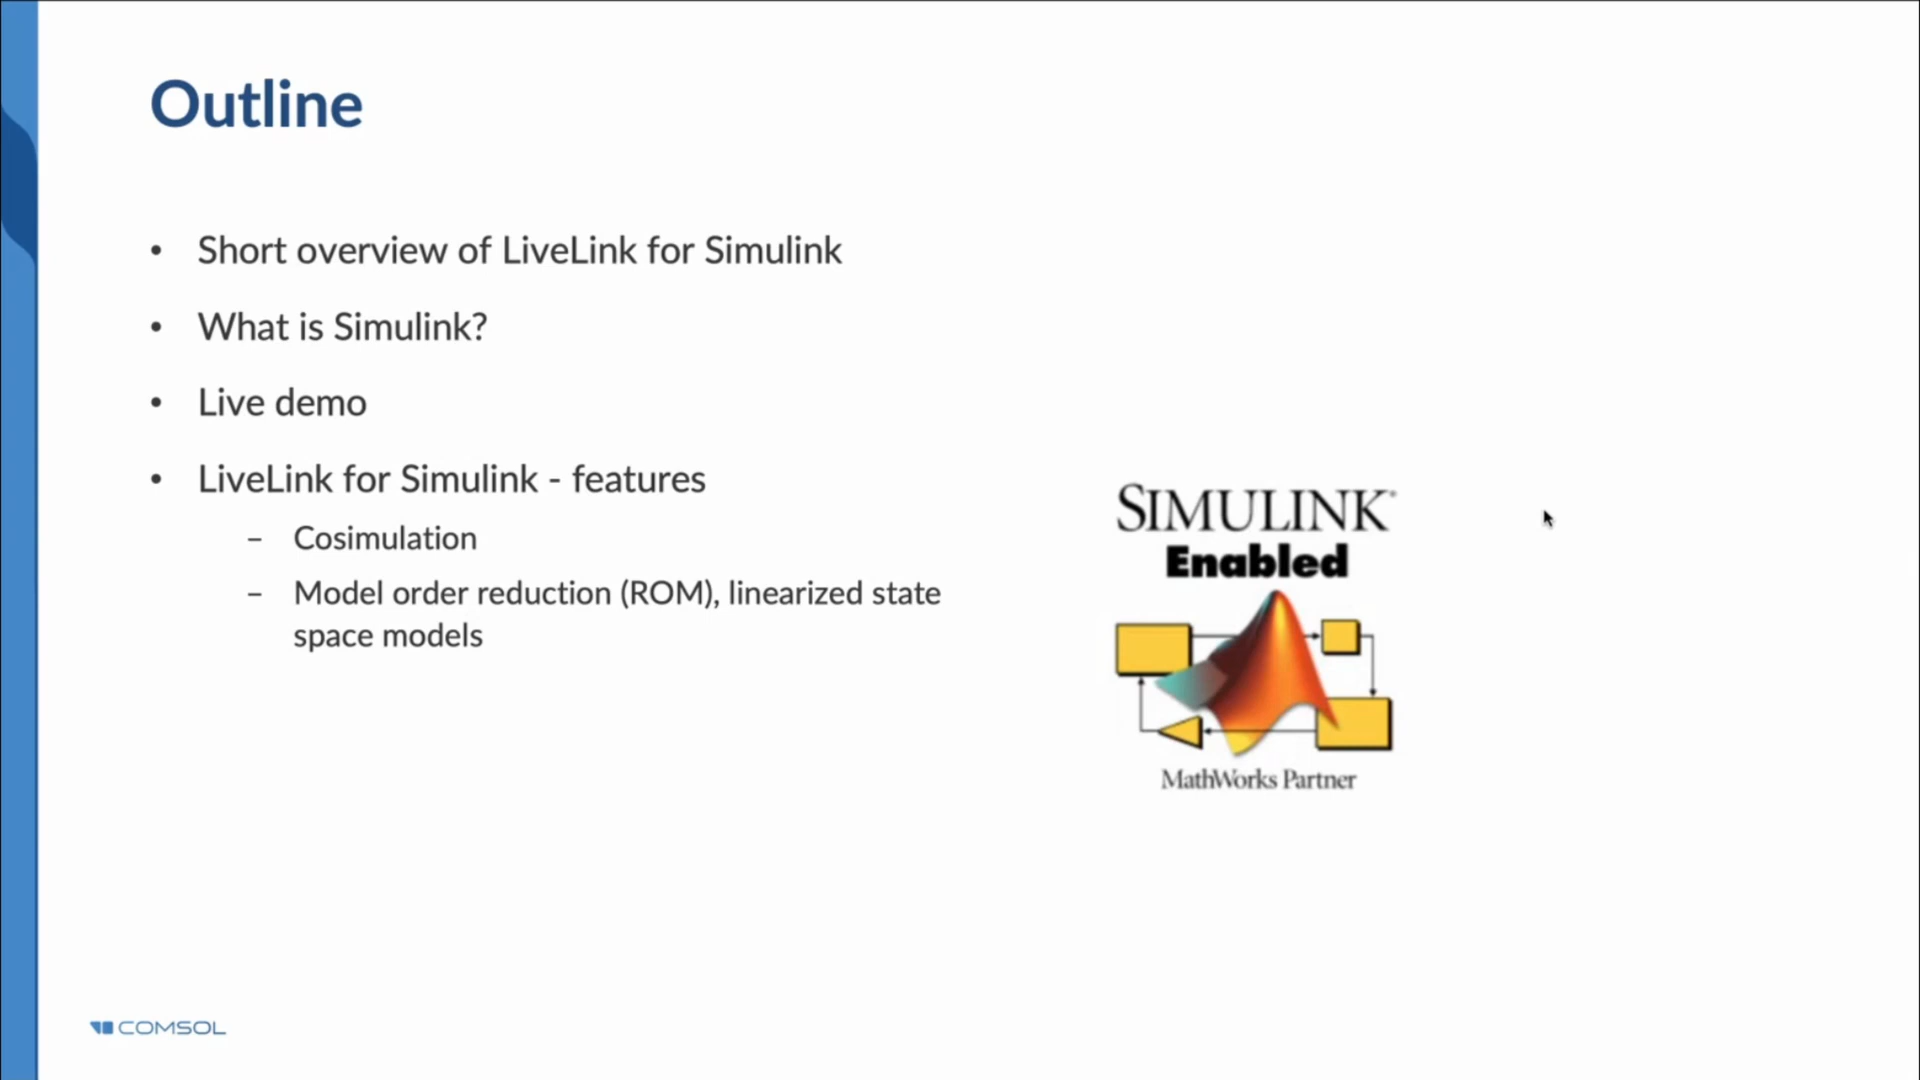 Outline
• Short overview of LiveLink for Simulink
• What is Simulink?
• Live demo
• LiveLink for Simulink - features
– Cosimulation
– Model order reduction (ROM), linearized state
space models
SIMULINK®
Enabled
MathWorks Partner
COMSOL